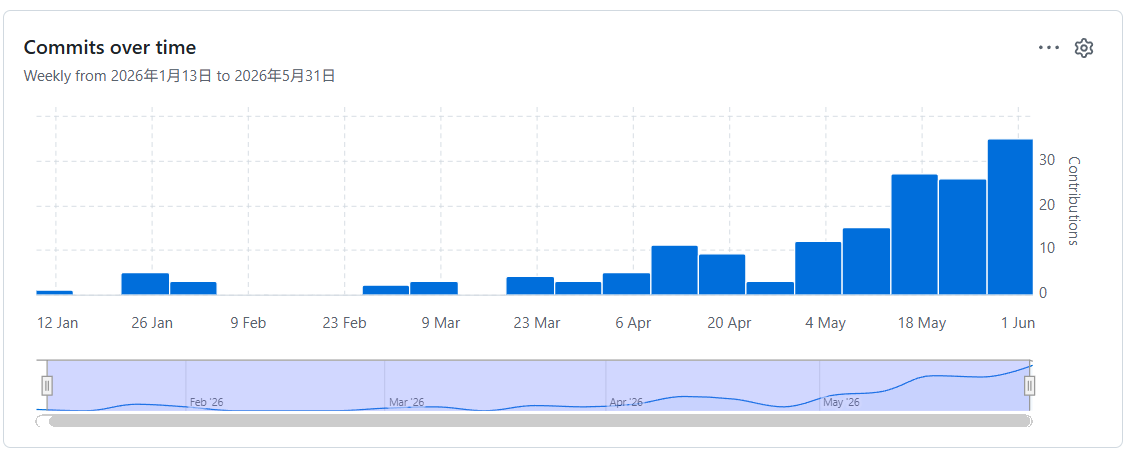 Commits over time
Weekly from 2026年1月13日 to 2026年5月31日
30
20
10
0
Contributions
12 Jan 26 Jan 9 Feb 23 Feb 9 Mar 23 Mar 6 Apr 20 Apr 4 May 18 May 1 Jun
Feb '26 Mar '26 Apr '26 May '26